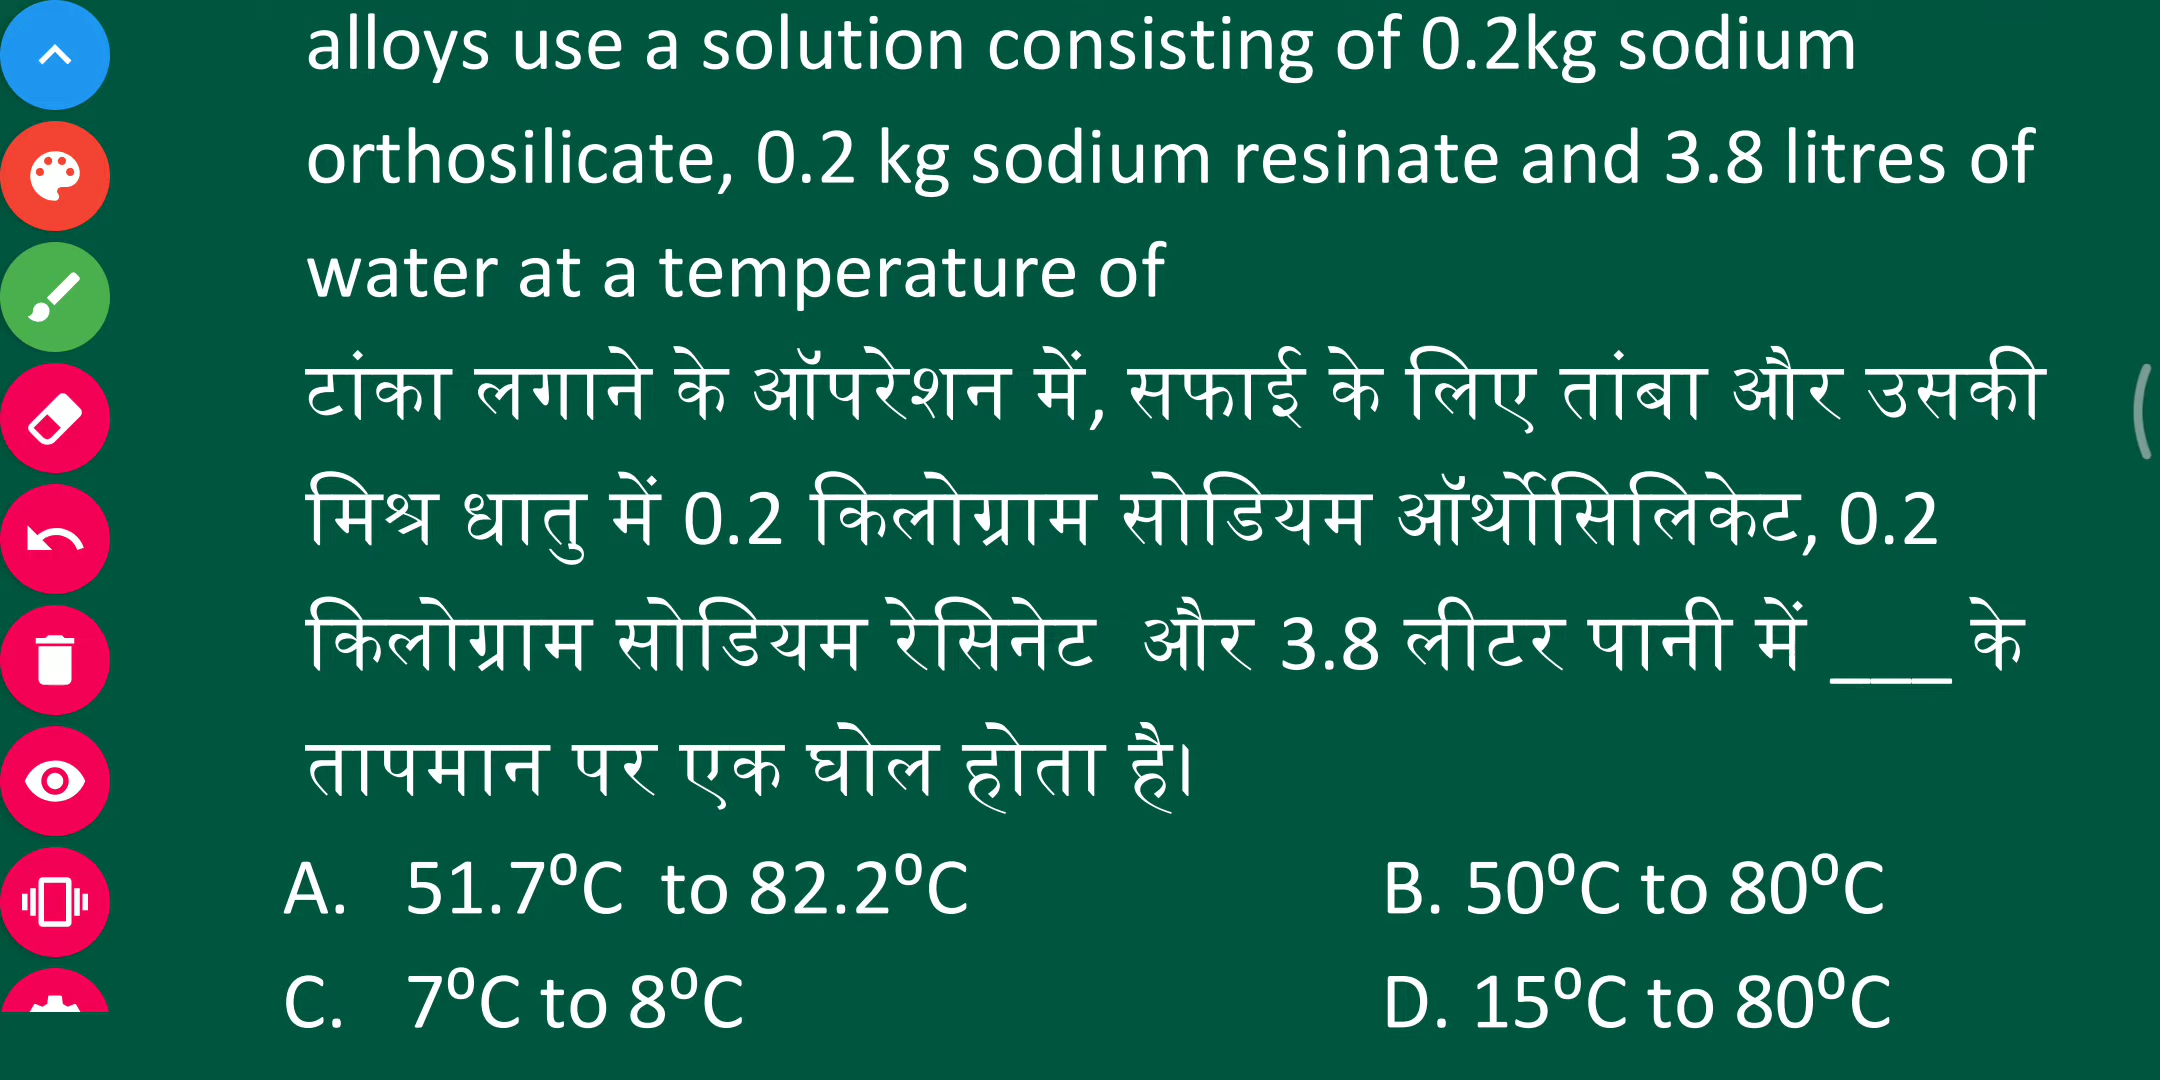 alloys use a solution consisting of 0.2kg sodium
orthosilicate, 0.2 kg sodium resinate and 3.8 litres of
water at a temperature of
टांका लगाने के ऑपरेशन में, सफाई के लिए तांबा और उसकी
मिश्र धातु में 0.2 किलोग्राम सोडियम ऑर्थोसिलिकेट, 0.2
किलोग्राम सोडियम रेसिनेट और 3.8 लीटर पानी में ___ के
तापमान पर एक घोल होता है।
A. 51.7⁰C to 82.2⁰C B. 50⁰C to 80⁰C
C. 7⁰C to 8⁰C D. 15⁰C to 80⁰C